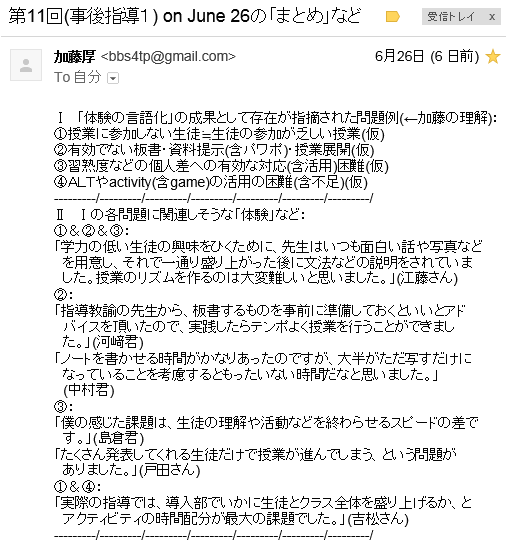 第11回(事後指導1) on June 26の「まとめ」など
受信トレイ x
加藤厚 <bbs4tp@gmail.com>
6月26日 (6 日前)
To 自分
Ⅰ 「体験の言語化」の成果として存在が指摘された問題例(←加藤の理解):
①授業に参加しない生徒≒生徒の参加が乏しい授業(仮)
②有効でない板書・資料提示(含パワポ)・授業展開(仮)
③習熟度などの個人差への有効な対応(含活用)困難(仮)
④ALTやactivity(含game)の活用の困難(含不足)(仮)
---------/---------/---------/---------/---------/---------/---------/
Ⅱ Ⅰの各問題に関連しそうな「体験」など:
①&②&③:
「学力の低い生徒の興味をひくために、先生はいつも面白い話や写真など
を用意し、それで一通り盛り上がった後に文法などの説明をされていま
した。授業のリズムを作るのは大変難しいと思いました。」(江藤さん)
②:
「指導教諭の先生から、板書するものを事前に準備しておくといいとアド
バイスを頂いたので、実践したらテンポよく授業を行うことができまし
た。」(河﨑君)
「ノートを書かせる時間がかなりあったのですが、大半がただ写すだけに
なっていることを考慮するともったいない時間だなと思いました。」
(中村君)
③:
「僕の感じた課題は、生徒の理解や活動などを終わらせるスピードの差で
す。」(島倉君)
「たくさん発表してくれる生徒だけで授業が進んでしまう、という問題が
ありました。」(戸田さん)
①&④:
「実際の指導では、導入部でいかに生徒とクラス全体を盛り上げるか、と
アクティビティの時間配分が最大の課題でした。」(吉松さん)
---------/---------/---------/---------/---------/---------/---------/